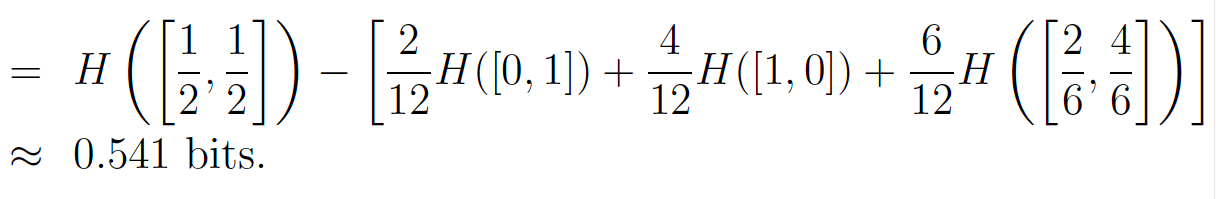 = H([1/2, 1/2]) − [2/12 H([0, 1]) + 4/12 H([1, 0]) + 6/12 H([2/6, 4/6])]
≈ 0.541 bits.